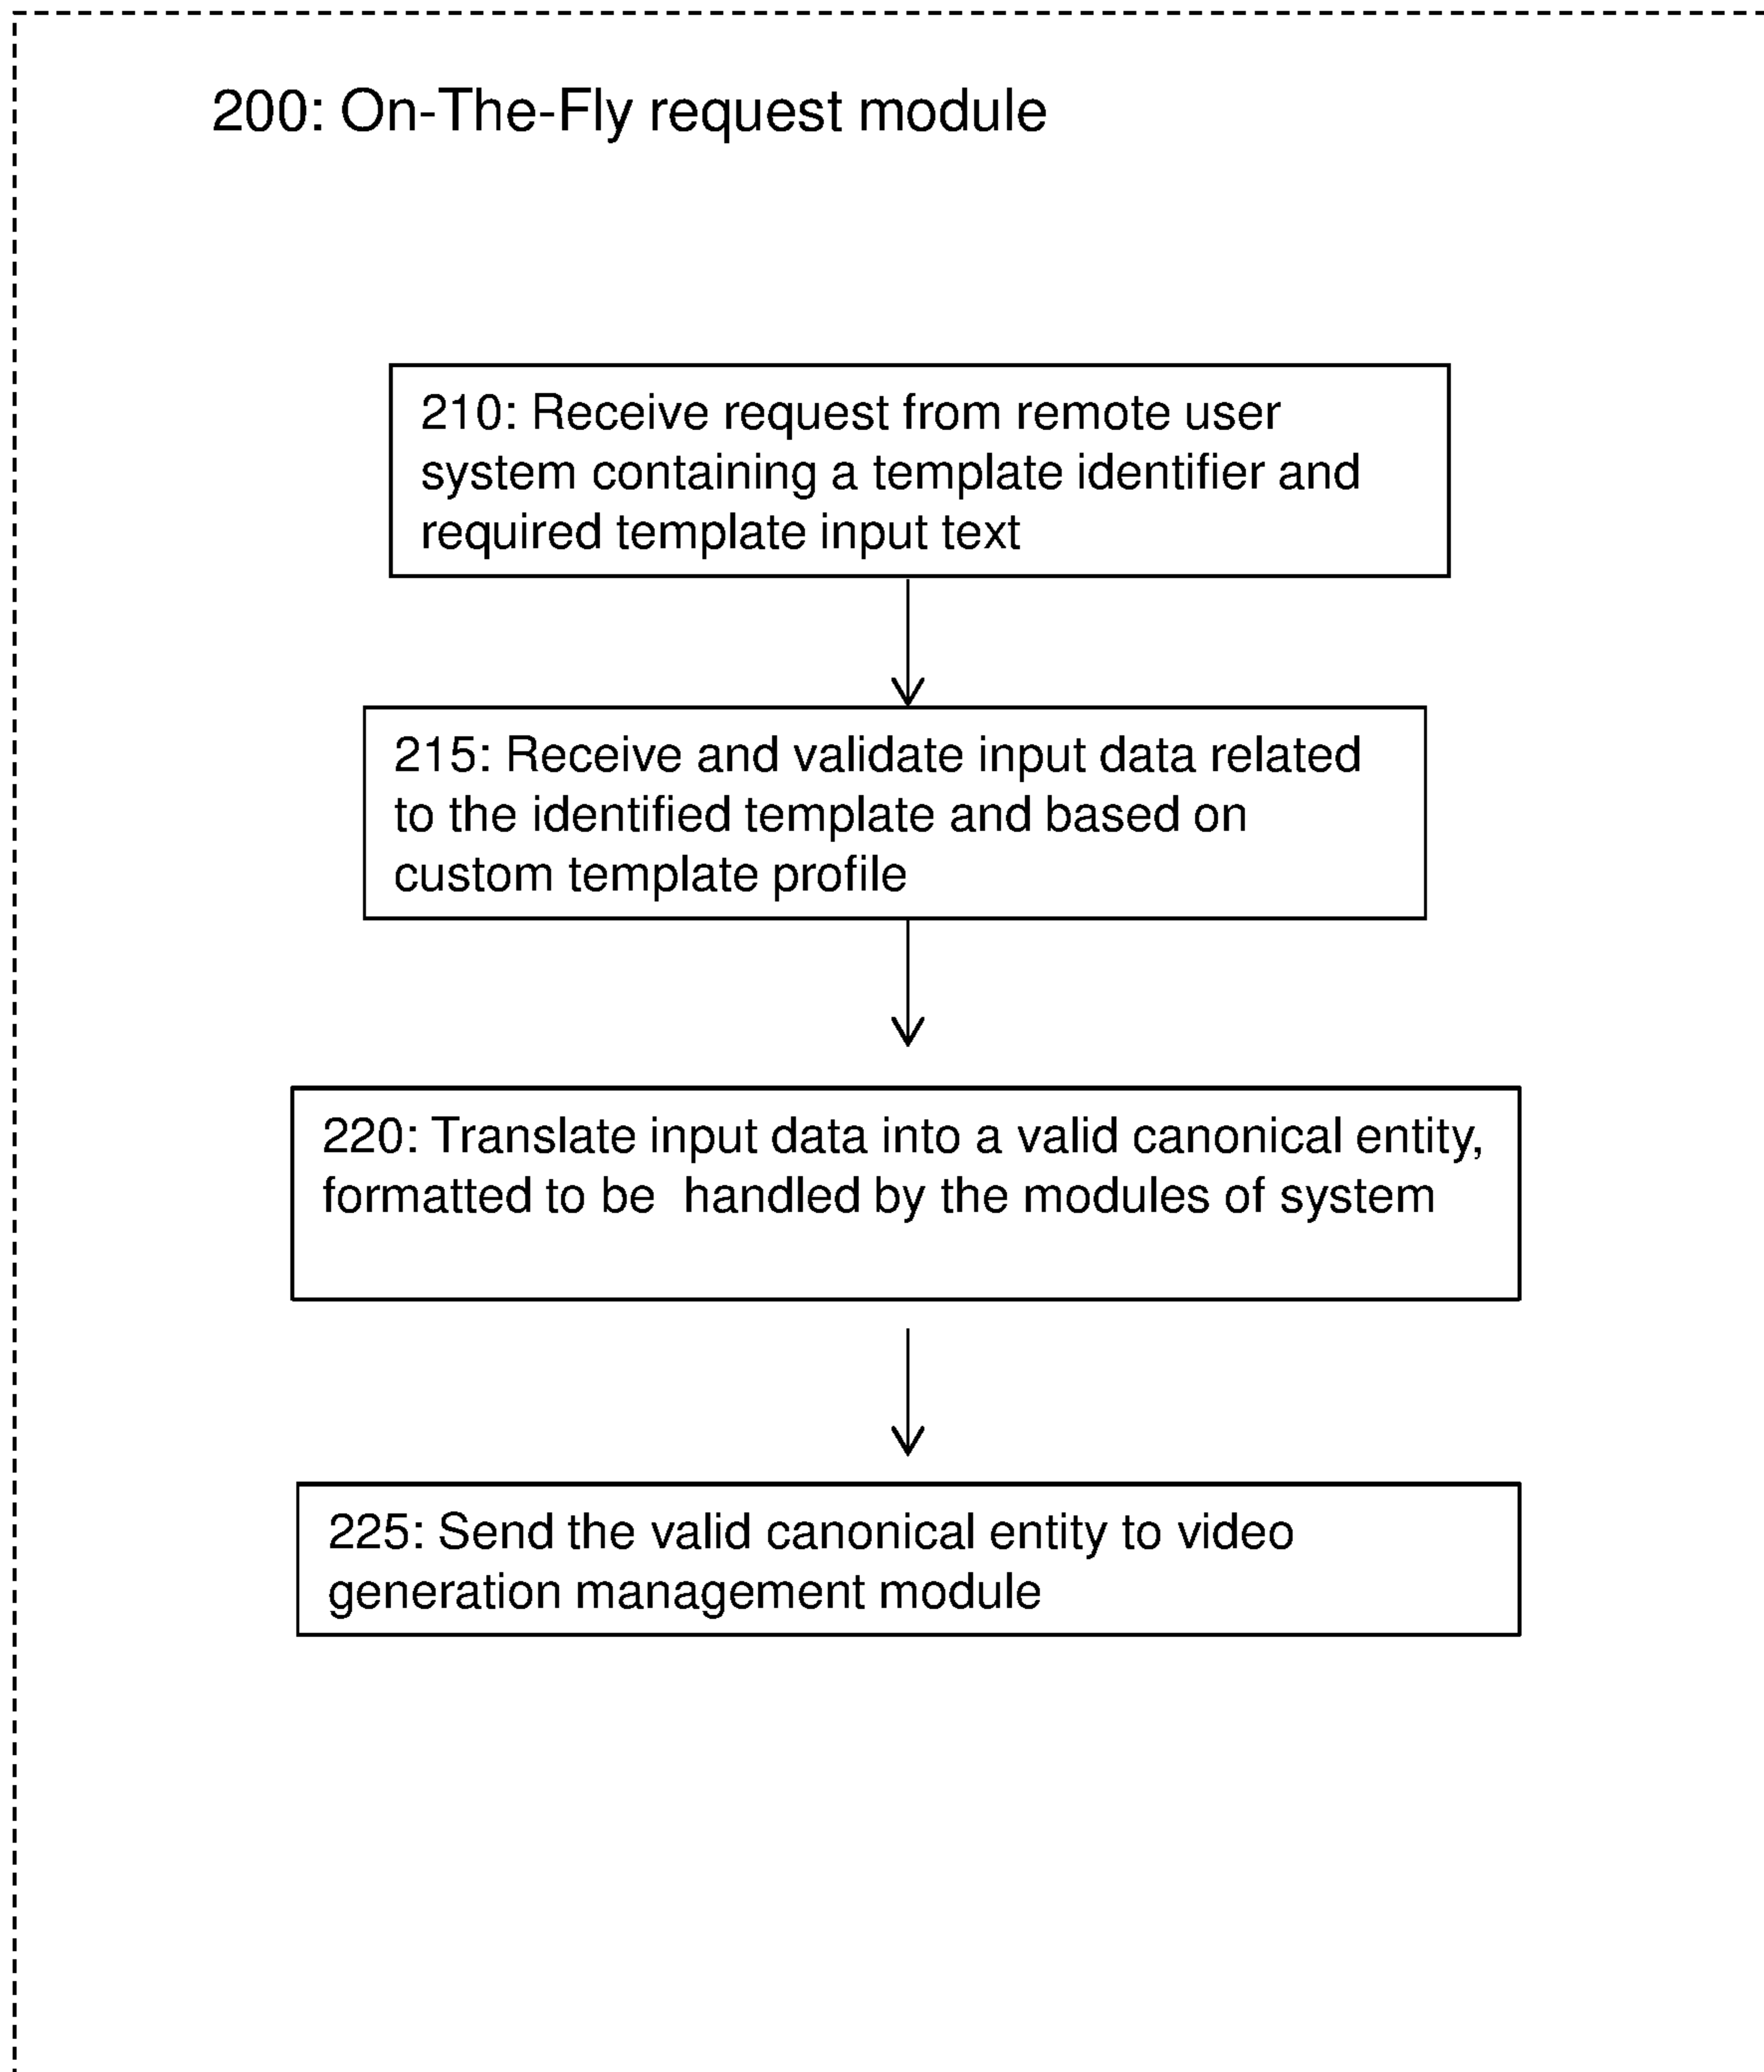 200: On-The-Fly request module
210: Receive request from remote user
system containing a template identifier and
required template input text
215: Receive and validate input data related
to the identified template and based on
custom template profile
220: Translate input data into a valid canonical entity,
formatted to be  handled by the modules of system
225: Send the valid canonical entity to video
generation management module